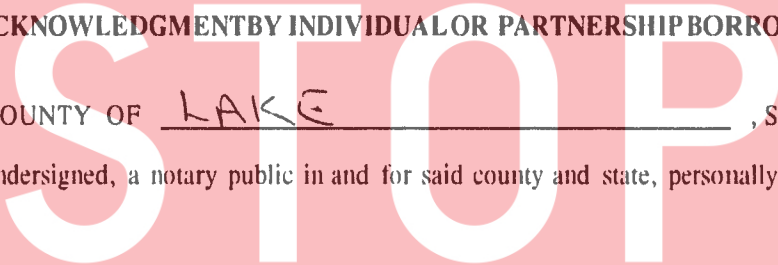 CKNOWLEDGMENTBY INDIVIDUALOR PARTNERSHIPBORRO
OUNTY OF LAKE , S
ndersigned, a notary public in and for said county and state, personally
STOP